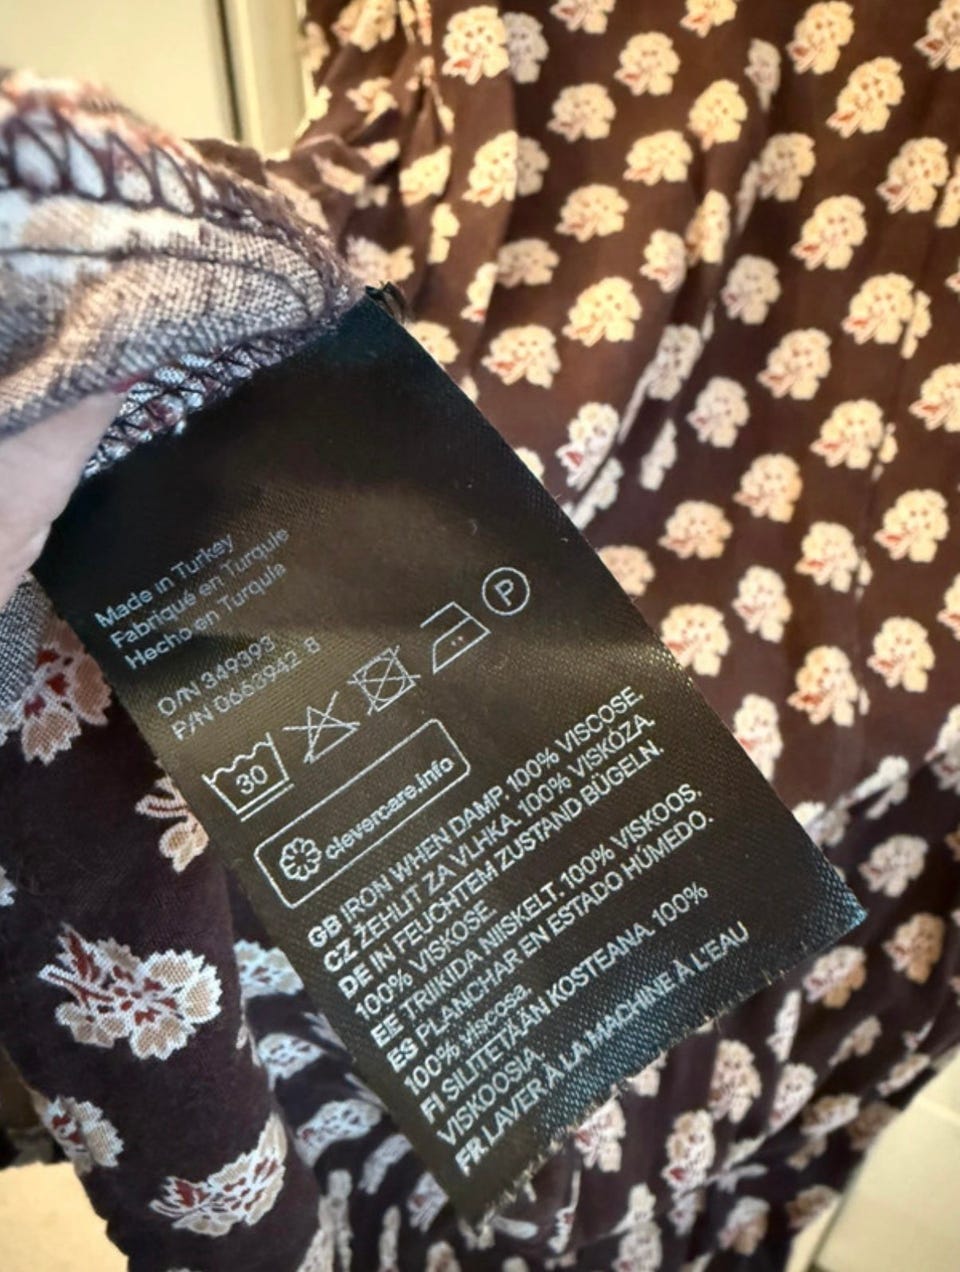 Made in Turkey
Fabriqué en Turquie
Hecho en Turquía
O/N 349393
P/N 0663942 8
P
30
clevercare.info
GB IRON WHEN DAMP. 100% VISCOSE.
CZ ŽEHLIT ZA VLHKA. 100% VISKÓZA.
DE IN FEUCHTEM ZUSTAND BÜGELN.
100% VISKOSE.
EE TRIIKIDA NIISKELT. 100% VISKOOS.
ES PLANCHAR EN ESTADO HÚMEDO.
100% viscosa.
FI SILITETÄÄN KOSTEANA. 100%
VISKOOSIA.
FR LAVER À LA MACHINE À L'EAU